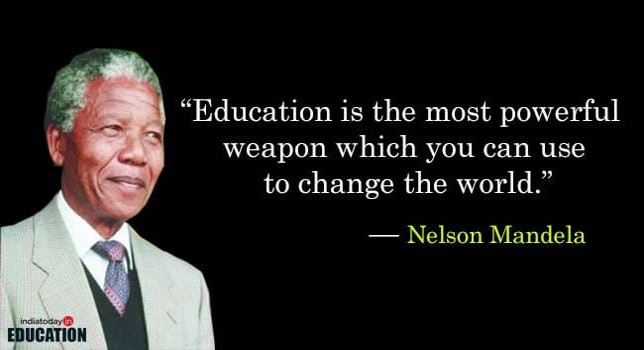 “Education is the most powerful
weapon which you can use
to change the world.”
— Nelson Mandela
indiatoday in
EDUCATION